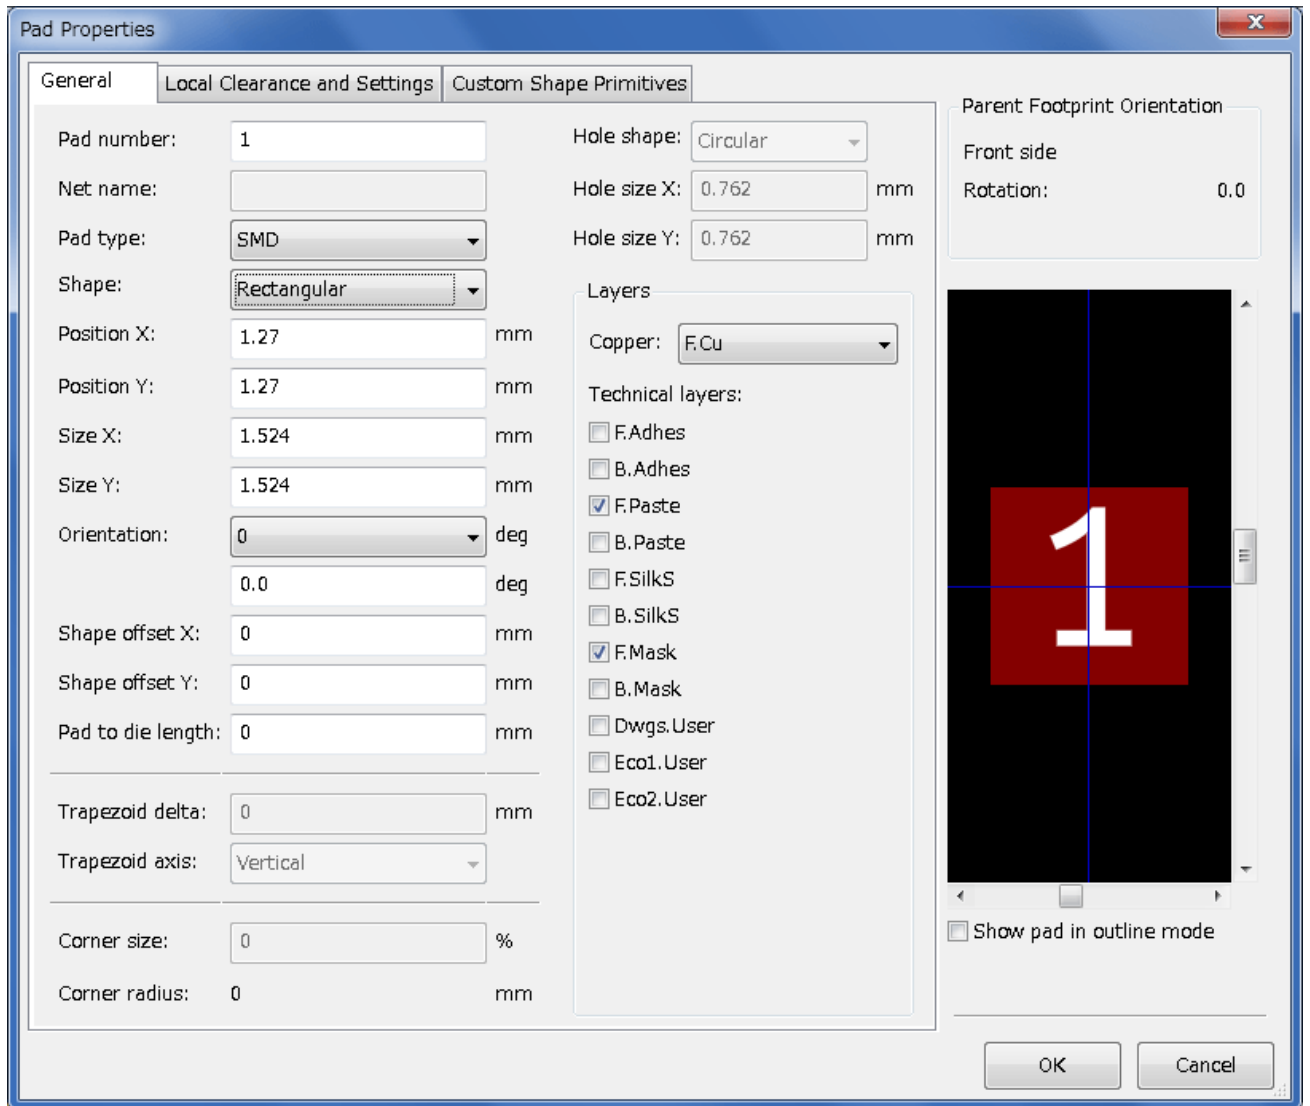 Pad Properties
General
Local Clearance and Settings
Custom Shape Primitives
Pad number: 1
Net name:
Pad type: SMD
Shape: Rectangular
Position X: 1.27 mm
Position Y: 1.27 mm
Size X: 1.524 mm
Size Y: 1.524 mm
Orientation: 0 deg
0.0 deg
Shape offset X: 0 mm
Shape offset Y: 0 mm
Pad to die length: 0 mm
Trapezoid delta: 0 mm
Trapezoid axis: Vertical
Corner size: 0 %
Corner radius: 0 mm
Hole shape: Circular
Hole size X: 0.762 mm
Hole size Y: 0.762 mm
Layers
Copper: F.Cu
Technical layers:
F.Adhes
B.Adhes
F.Paste
B.Paste
F.SilkS
B.SilkS
F.Mask
B.Mask
Dwgs.User
Eco1.User
Eco2.User
Parent Footprint Orientation
Front side
Rotation: 0.0
1
Show pad in outline mode
OK
Cancel